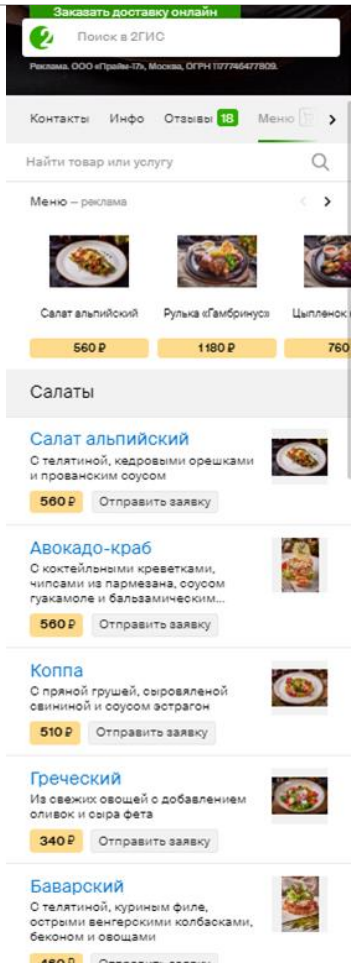 Заказать доставку онлайн
Поиск в 2ГИС
Реклама. ООО «Прайм-17», Москва, ОГРН 1177746477809.
Контакты Инфо Отзывы 18 Меню
Найти товар или услугу
Меню – реклама
Салат альпийский Рулька «Гамбринус» Цыпленок
560 ₽ 1180 ₽ 760
Салаты
Салат альпийский
С телятиной, кедровыми орешками
и прованским соусом
560 ₽ Отправить заявку
Авокадо-краб
С коктейльными креветками,
чипсами из пармезана, соусом
гуакамоле и бальзамическим...
560 ₽ Отправить заявку
Коппа
С пряной грушей, сыровяленой
свининой и соусом эстрагон
510 ₽ Отправить заявку
Греческий
Из свежих овощей с добавлением
оливок и сыра фета
340 ₽ Отправить заявку
Баварский
С телятиной, куриным филе,
острыми венгерскими колбасками,
беконом и овощами
460 ₽ Отправить заявку